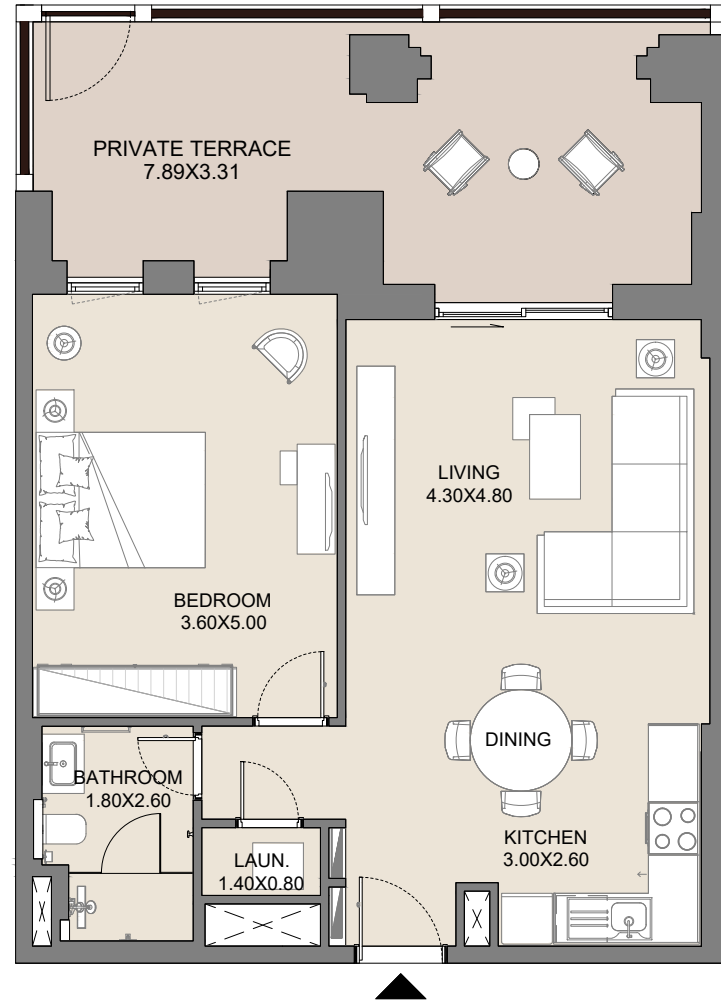 PRIVATE TERRACE
7.89X3.31
LIVING
4.30X4.80
BEDROOM
3.60X5.00
DINING
BATHROOM
1.80X2.60
KITCHEN
3.00X2.60
LAUN.
1.40X0.80